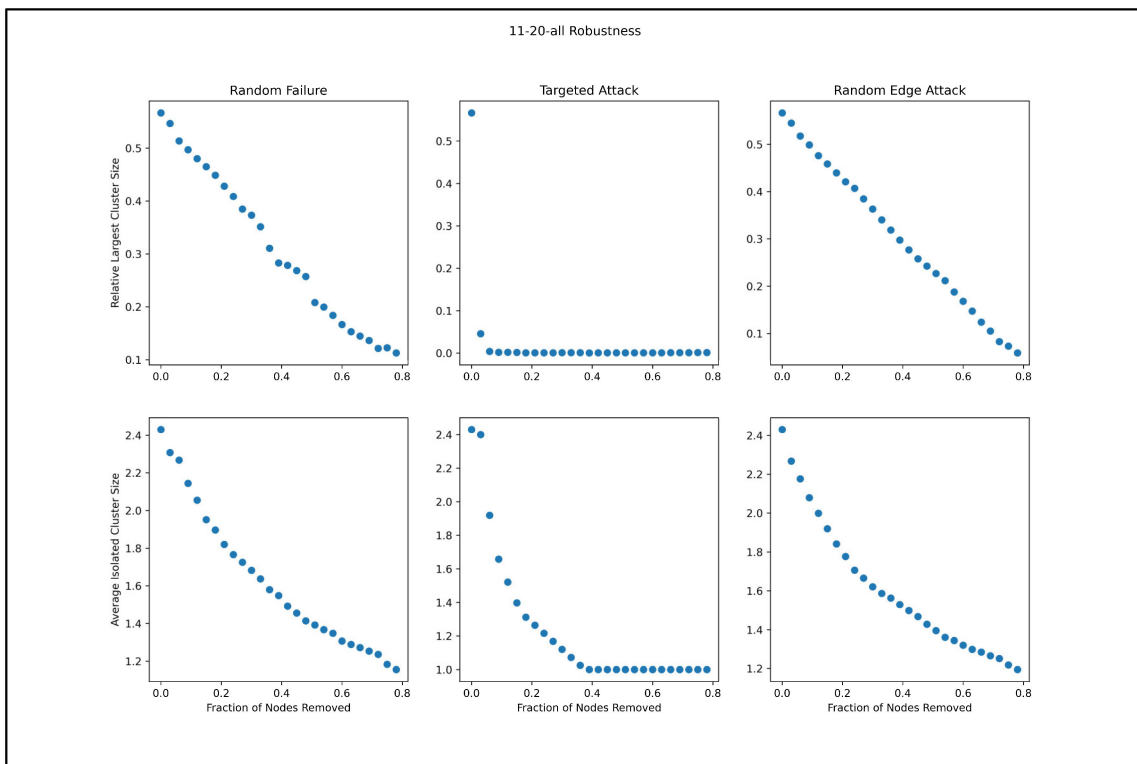 11-20-all Robustness
Random Failure
Targeted Attack
Random Edge Attack
Relative Largest Cluster Size
0.5
0.4
0.3
0.2
0.1
0.0 0.2 0.4 0.6 0.8
0.5
0.4
0.3
0.2
0.1
0.0
0.0 0.2 0.4 0.6 0.8
0.5
0.4
0.3
0.2
0.1
0.0 0.2 0.4 0.6 0.8
Average Isolated Cluster Size
2.4
2.2
2.0
1.8
1.6
1.4
1.2
0.0 0.2 0.4 0.6 0.8
Fraction of Nodes Removed
2.4
2.2
2.0
1.8
1.6
1.4
1.2
1.0
0.0 0.2 0.4 0.6 0.8
Fraction of Nodes Removed
2.4
2.2
2.0
1.8
1.6
1.4
1.2
0.0 0.2 0.4 0.6 0.8
Fraction of Nodes Removed